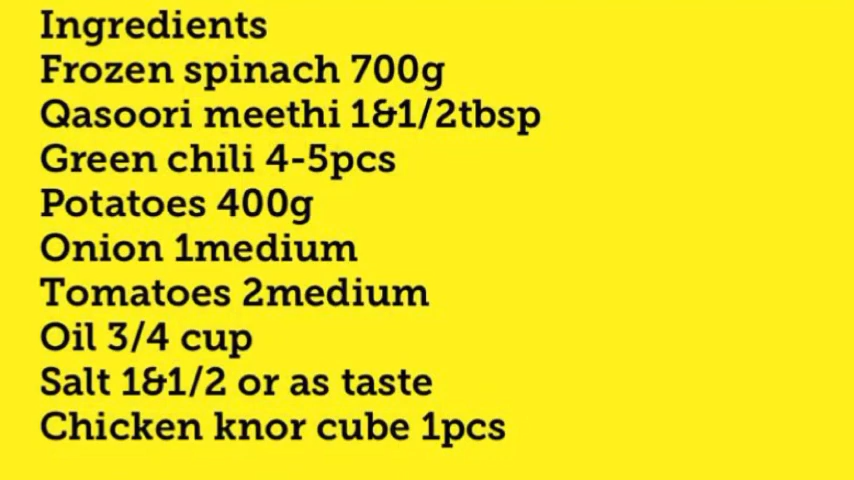 Ingredients
Frozen spinach 700g
Qasoori meethi 1&1/2tbsp
Green chili 4-5pcs
Potatoes 400g
Onion 1medium
Tomatoes 2medium
Oil 3/4 cup
Salt 1&1/2 or as taste
Chicken knor cube 1pcs